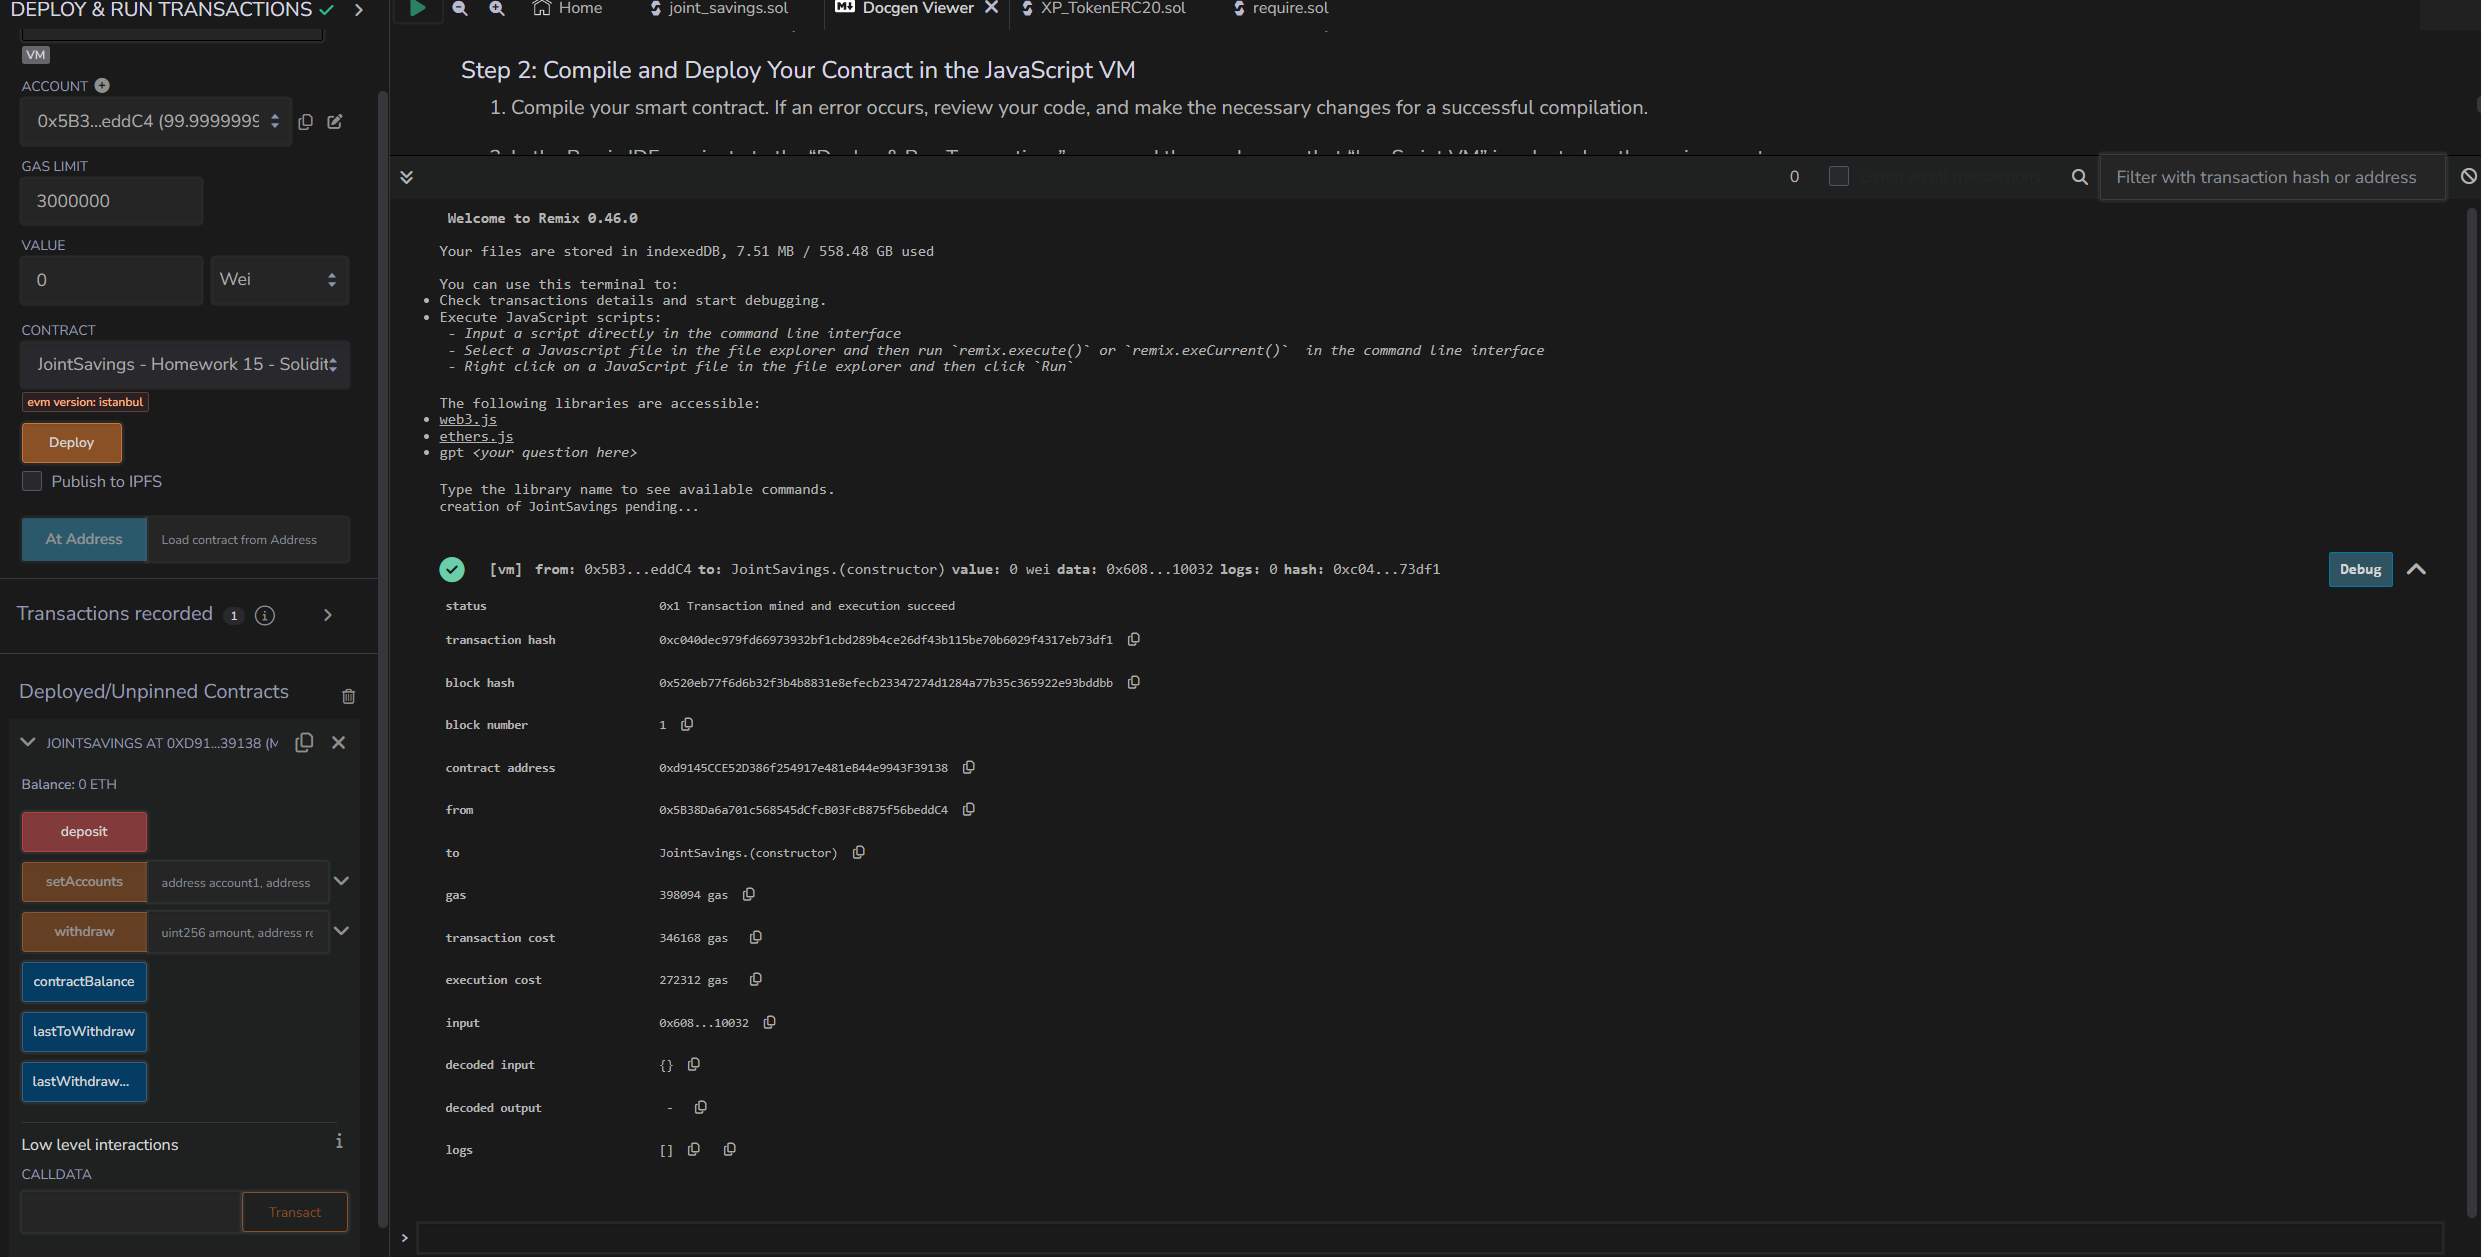 DEPLOY & RUN TRANSACTIONS
VM
ACCOUNT
0x5B3...eddC4 (99.9999999
GAS LIMIT
3000000
VALUE
0
Wei
CONTRACT
JointSavings - Homework 15 - Solidit
evm version: istanbul
Deploy
Publish to IPFS
At Address
Load contract from Address
Transactions recorded 1
Deployed/Unpinned Contracts
JOINTSAVINGS AT 0XD91...39138 (M
Balance: 0 ETH
deposit
setAccounts
address account1, address
withdraw
uint256 amount, address re
contractBalance
lastToWithdraw
lastWithdraw...
Low level interactions
CALLDATA
Transact
Home
joint_savings.sol
Docgen Viewer
XP_TokenERC20.sol
require.sol
Step 2: Compile and Deploy Your Contract in the JavaScript VM
1. Compile your smart contract. If an error occurs, review your code, and make the necessary changes for a successful compilation.
0
Filter with transaction hash or address
Welcome to Remix 0.46.0
Your files are stored in indexedDB, 7.51 MB / 558.48 GB used
You can use this terminal to:
• Check transactions details and start debugging.
• Execute JavaScript scripts:
- Input a script directly in the command line interface
- Select a Javascript file in the file explorer and then run `remix.execute()` or `remix.exeCurrent()` in the command line interface
- Right click on a JavaScript file in the file explorer and then click `Run`
The following libraries are accessible:
• web3.js
• ethers.js
• gpt <your question here>
Type the library name to see available commands.
creation of JointSavings pending...
[vm] from: 0x5B3...eddC4 to: JointSavings.(constructor) value: 0 wei data: 0x608...10032 logs: 0 hash: 0xc04...73df1
Debug
status 0x1 Transaction mined and execution succeed
transaction hash 0xc040dec979fd66973932bf1cbd289b4ce26df43b115be70b6029f4317eb73df1
block hash 0x520eb77f6d6b32f3b4b8831e8efecb23347274d1284a77b35c365922e93bddbb
block number 1
contract address 0xd9145CCE52D386f254917e481eB44e9943F39138
from 0x5B38Da6a701c568545dCfcB03FcB875f56beddC4
to JointSavings.(constructor)
gas 398094 gas
transaction cost 346168 gas
execution cost 272312 gas
input 0x608...10032
decoded input {}
decoded output -
logs []
>